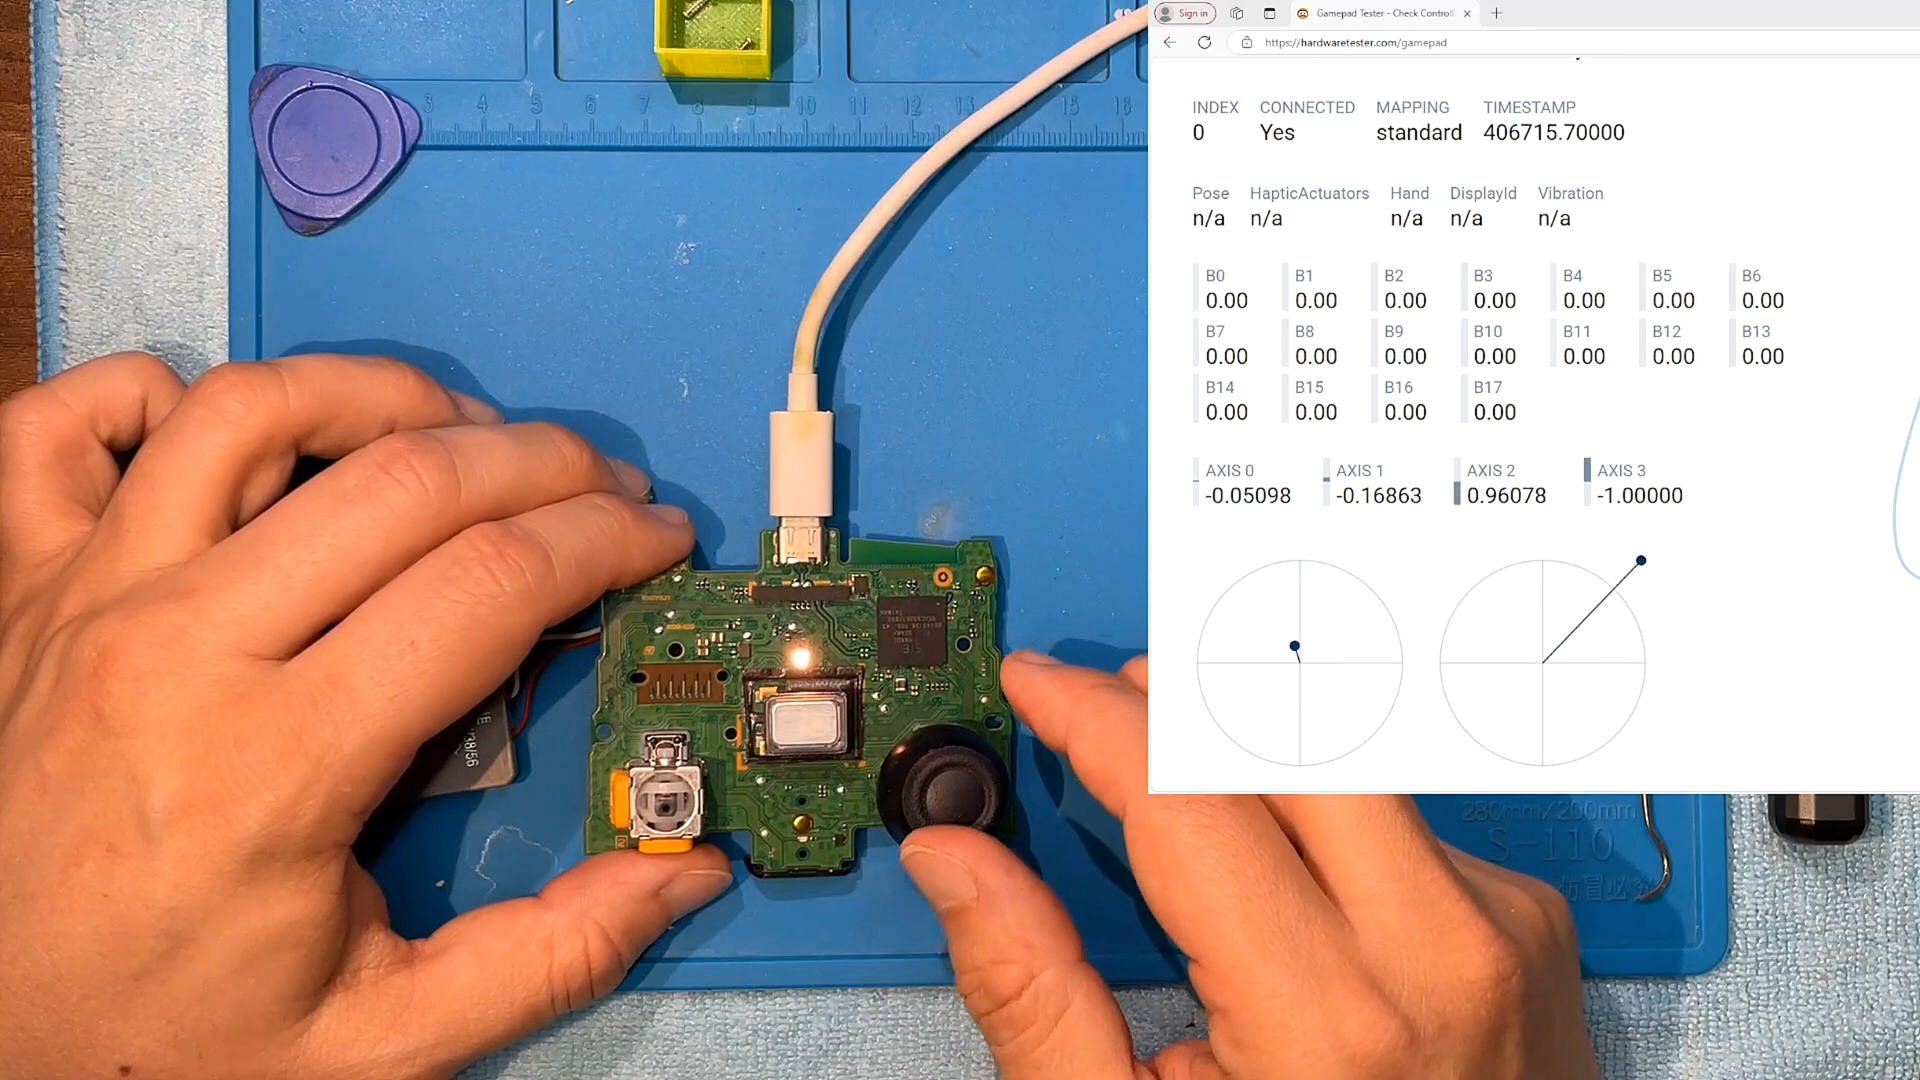 Sign in
Gamepad Tester - Check Controll
https://hardwaretester.com/gamepad
INDEX CONNECTED MAPPING TIMESTAMP
0 Yes standard 406715.70000
Pose HapticActuators Hand DisplayId Vibration
n/a n/a n/a n/a n/a
B0 B1 B2 B3 B4 B5 B6
0.00 0.00 0.00 0.00 0.00 0.00 0.00
B7 B8 B9 B10 B11 B12 B13
0.00 0.00 0.00 0.00 0.00 0.00 0.00
B14 B15 B16 B17
0.00 0.00 0.00 0.00
AXIS 0 AXIS 1 AXIS 2 AXIS 3
-0.05098 -0.16863 0.96078 -1.00000
3 5 6 7 8 9 10 11 12 13 15 16
280mm/200mm
S-110
仿冒必究